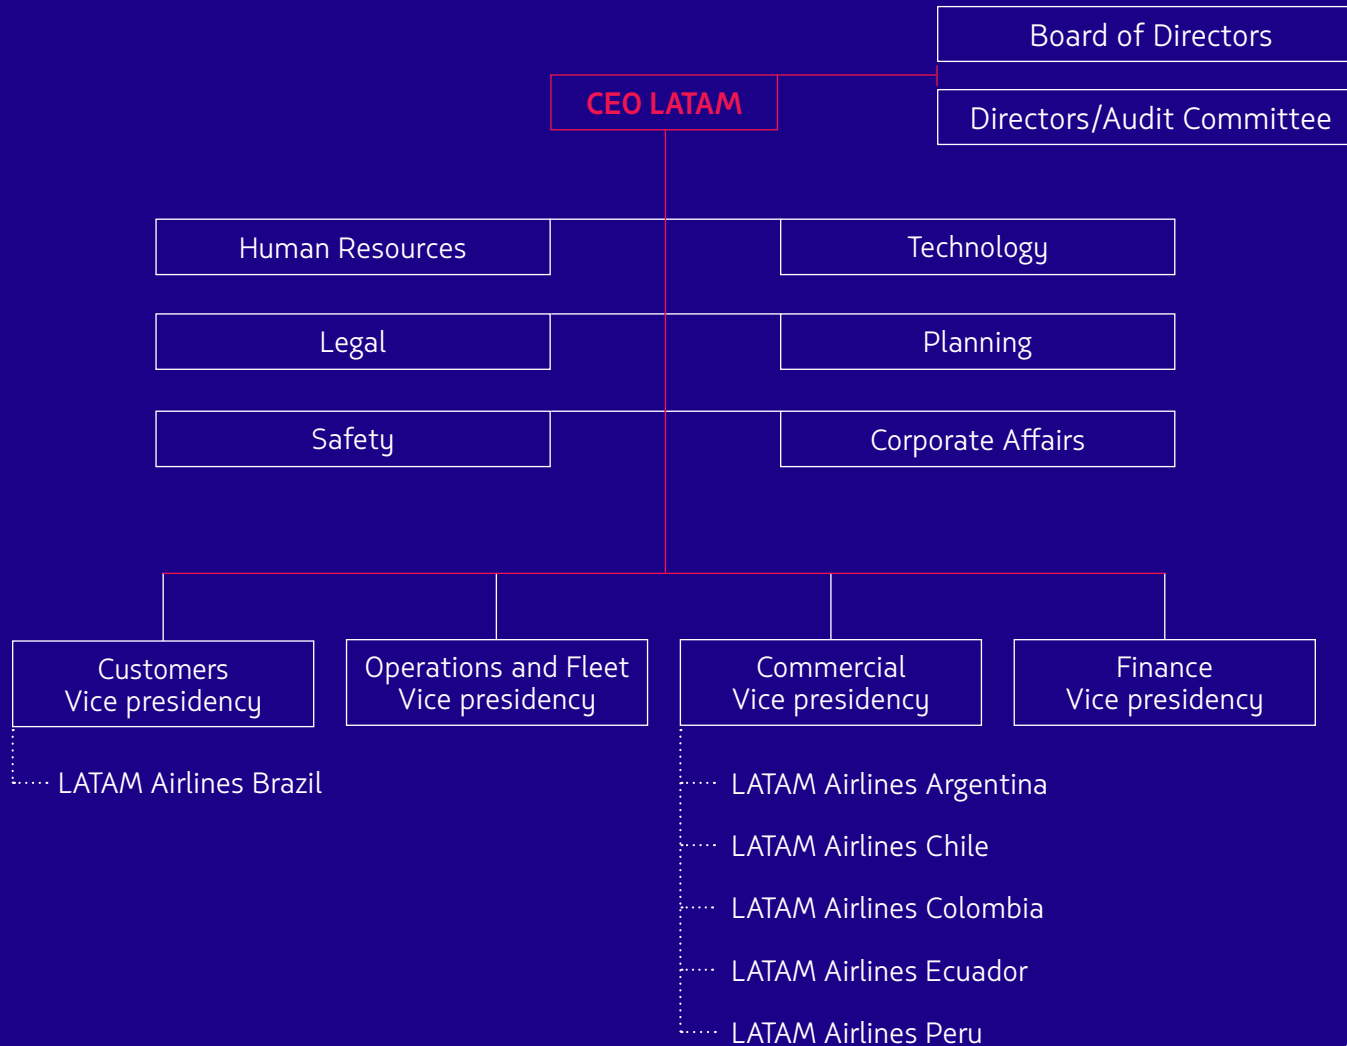 Board of Directors
CEO LATAM
Directors/Audit Committee
Human Resources
Technology
Legal
Planning
Safety
Corporate Affairs
Customers
Vice presidency
Operations and Fleet
Vice presidency
Commercial
Vice presidency
Finance
Vice presidency
LATAM Airlines Brazil
LATAM Airlines Argentina
LATAM Airlines Chile
LATAM Airlines Colombia
LATAM Airlines Ecuador
LATAM Airlines Peru